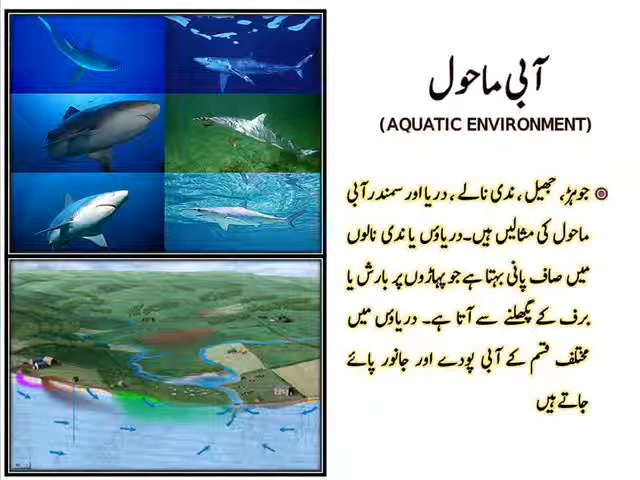 آبی ماحول
(AQUATIC ENVIRONMENT)
جوہڑ، جھیل، ندی نالے، دریا اور سمندر آبی
ماحول کی مثالیں ہیں۔دریاؤں یا ندی نالوں
میں صاف پانی بہتا ہے جو پہاڑوں پر بارش یا
برف کے پگھلنے سے آتا ہے۔ دریاؤں میں
مختلف قسم کے آبی پودے اور جانور پائے
جاتے ہیں